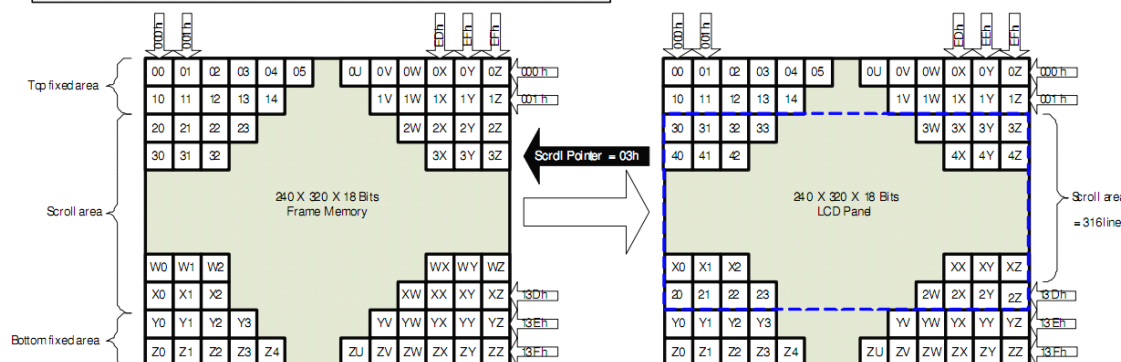 000h 001h EDh EFh EFh 000h 001h EDh EEh EFh
00 01 02 03 04 05 0U 0V 0W 0X 0Y 0Z 000h 00 01 02 03 04 05 0U 0V 0W 0X 0Y 0Z 000h
Top fixed area
10 11 12 13 14 1V 1W 1X 1Y 1Z 001h 10 11 12 13 14 1V 1W 1X 1Y 1Z 001h
20 21 22 23 2W 2X 2Y 2Z 30 31 32 33 3W 3X 3Y 3Z
30 31 32 3X 3Y 3Z Scroll Pointer = 03h 40 41 42 4X 4Y 4Z
240 X 320 X 18 Bits 240 X 320 X 18 Bits
Scroll area Frame Memory LCD Panel Scroll area
= 316 line
W0 W1 W2 WX WY WZ X0 X1 X2 XX XY XZ
X0 X1 X2 XW XX XY XZ 13Dh 20 21 22 23 2W 2X 2Y 2Z 13Dh
Y0 Y1 Y2 Y3 YV YW YX YY YZ 13Eh Y0 Y1 Y2 Y3 YV YW YX YY YZ 13Eh
Bottom fixed area
Z0 Z1 Z2 Z3 Z4 ZU ZV ZW ZX ZY ZZ 13Fh Z0 Z1 Z2 Z3 Z4 ZU ZV ZW ZX ZY ZZ 13Fh